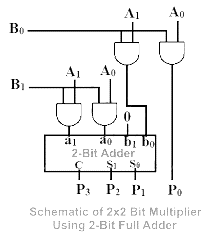 A₁ A₀
B₀
A₁ A₀
B₁
0
a₁ a₀ b₁ b₀
2-Bit Adder
C S₁ S₀
P₃ P₂ P₁ P₀
Schematic of 2x2 Bit Multiplier
Using 2-Bit Full Adder